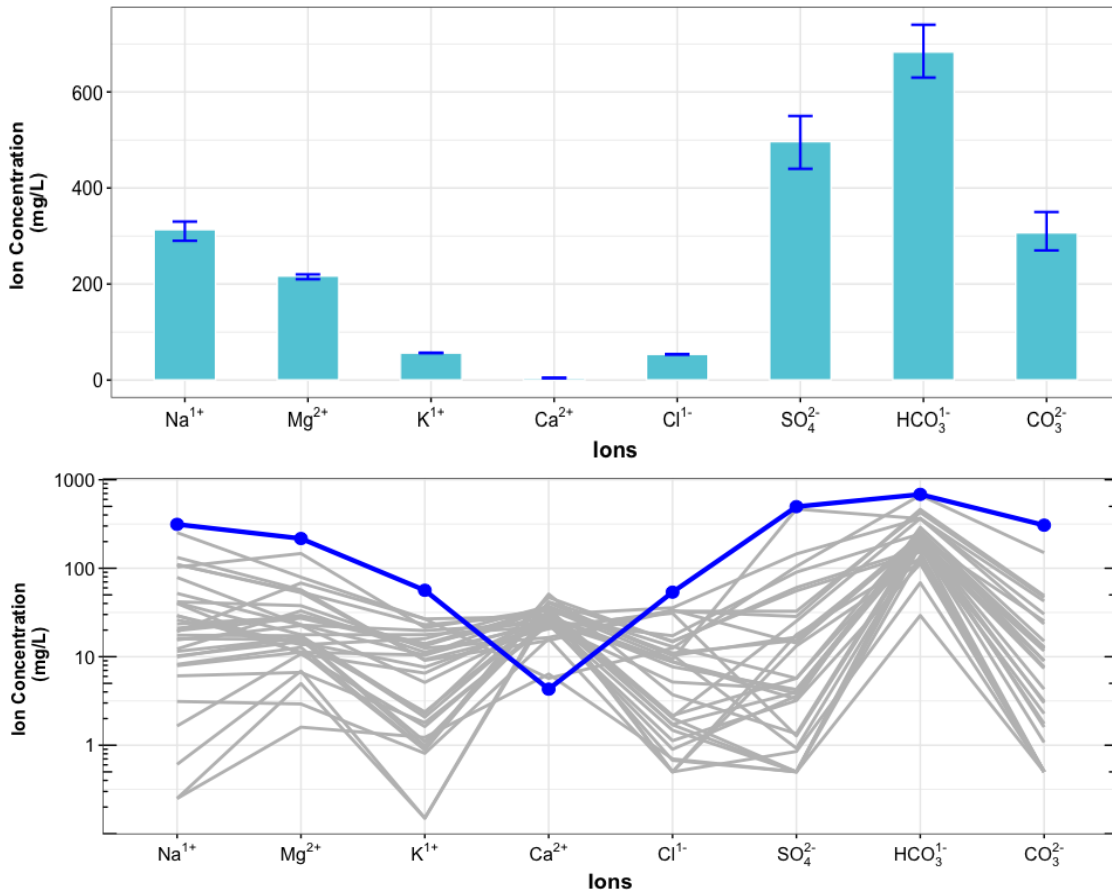 Ion Concentration
(mg/L)
600
400
200
0
Na¹⁺ Mg²⁺ K¹⁺ Ca²⁺ Cl¹⁻ SO₄²⁻ HCO₃¹⁻ CO₃²⁻
Ions
Ion Concentration
(mg/L)
1000
100
10
1
Na¹⁺ Mg²⁺ K¹⁺ Ca²⁺ Cl¹⁻ SO₄²⁻ HCO₃¹⁻ CO₃²⁻
Ions